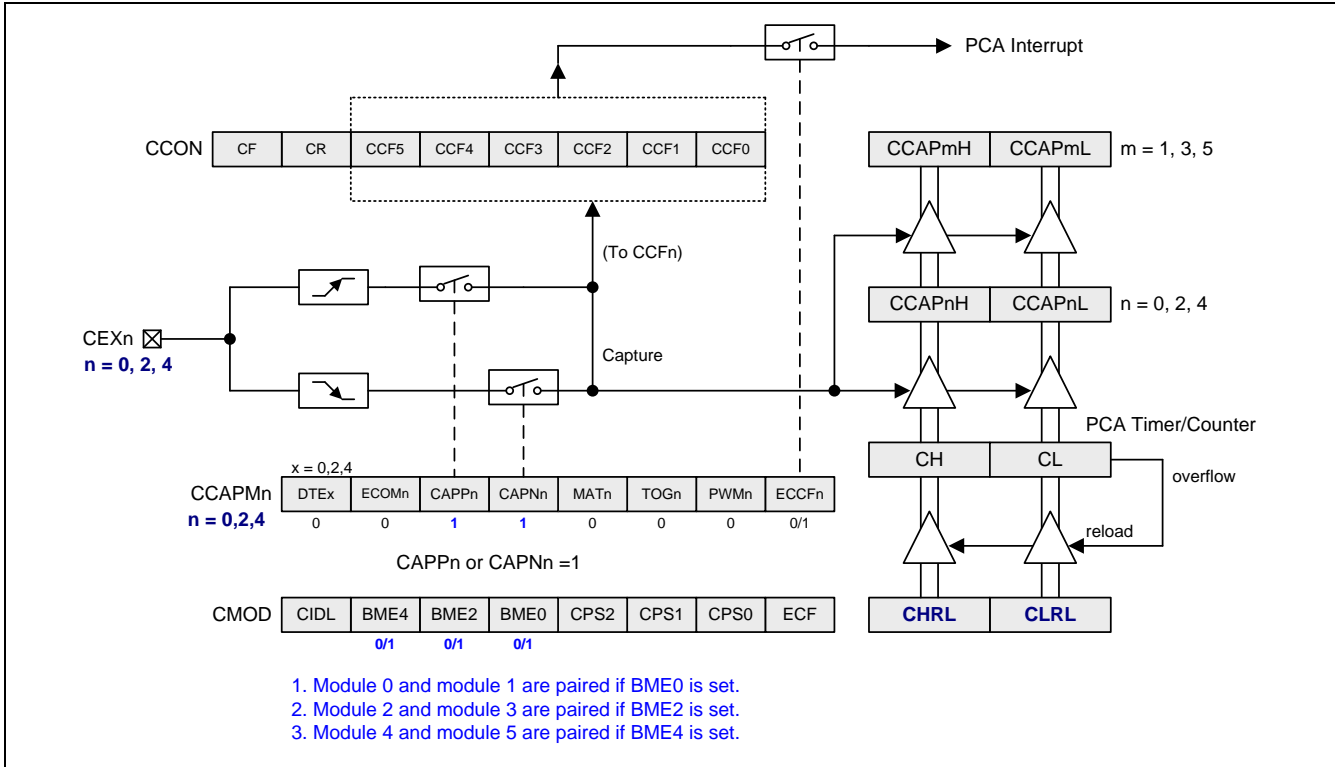 PCA Interrupt
CCON CF CR CCF5 CCF4 CCF3 CCF2 CCF1 CCF0
CCAPmH CCAPmL m = 1, 3, 5
(To CCFn)
CCAPnH CCAPnL n = 0, 2, 4
CEXn
n = 0, 2, 4
Capture
PCA Timer/Counter
CH CL
overflow
x = 0,2,4
CCAPMn DTEx ECOMn CAPPn CAPNn MATn TOGn PWMn ECCFn
n = 0,2,4 0 0 1 1 0 0 0 0/1
reload
CAPPn or CAPNn =1
CMOD CIDL BME4 BME2 BME0 CPS2 CPS1 CPS0 ECF
0/1 0/1 0/1
CHRL CLRL
1. Module 0 and module 1 are paired if BME0 is set.
2. Module 2 and module 3 are paired if BME2 is set.
3. Module 4 and module 5 are paired if BME4 is set.